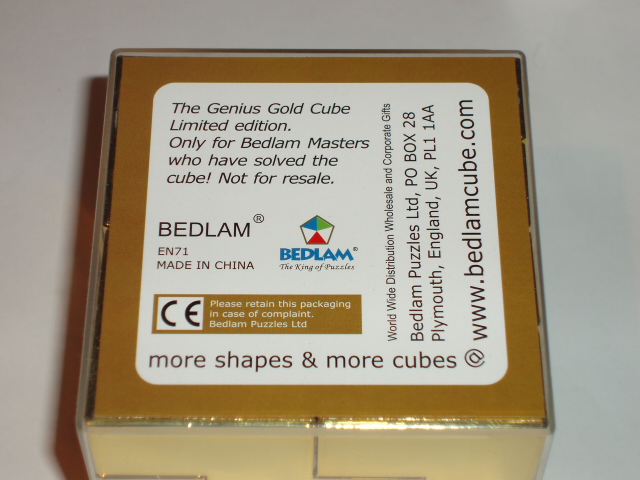 The Genius Gold Cube
Limited edition.
Only for Bedlam Masters
who have solved the
cube! Not for resale.
BEDLAM®
EN71
MADE IN CHINA
BEDLAM®
The King of Puzzles
CE
Please retain this packaging
in case of complaint.
Bedlam Puzzles Ltd
World Wide Distribution Wholesale and Corporate Gifts
Bedlam Puzzles Ltd, PO BOX 28
Plymouth, England, UK, PL1 1AA
more shapes & more cubes @
www.bedlamcube.com